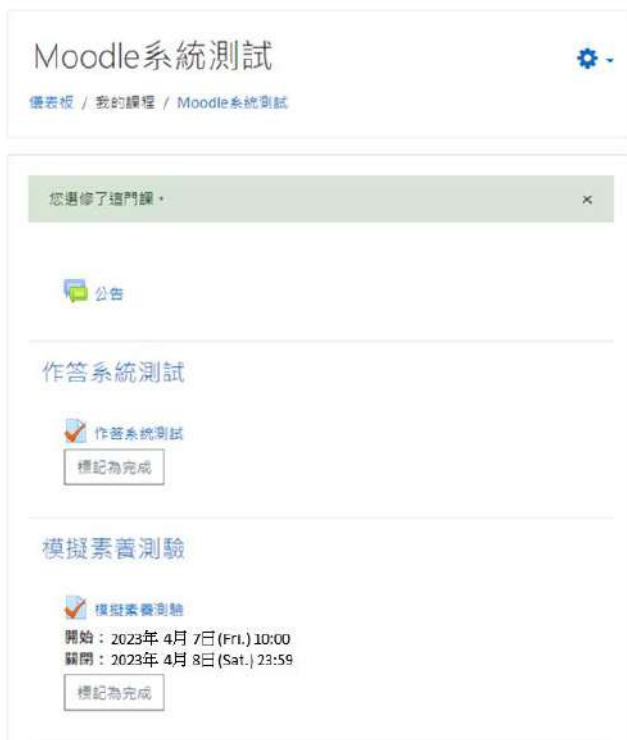 Moodle系統測試
儀表板 / 我的課程 / Moodle系統測試
您選修了這門課。
×
公告
作答系統測試
作答系統測試
標記為完成
模擬素養測驗
模擬素養測驗
開始：2023年 4月 7日(Fri.) 10:00
關閉：2023年 4月 8日(Sat.) 23:59
標記為完成